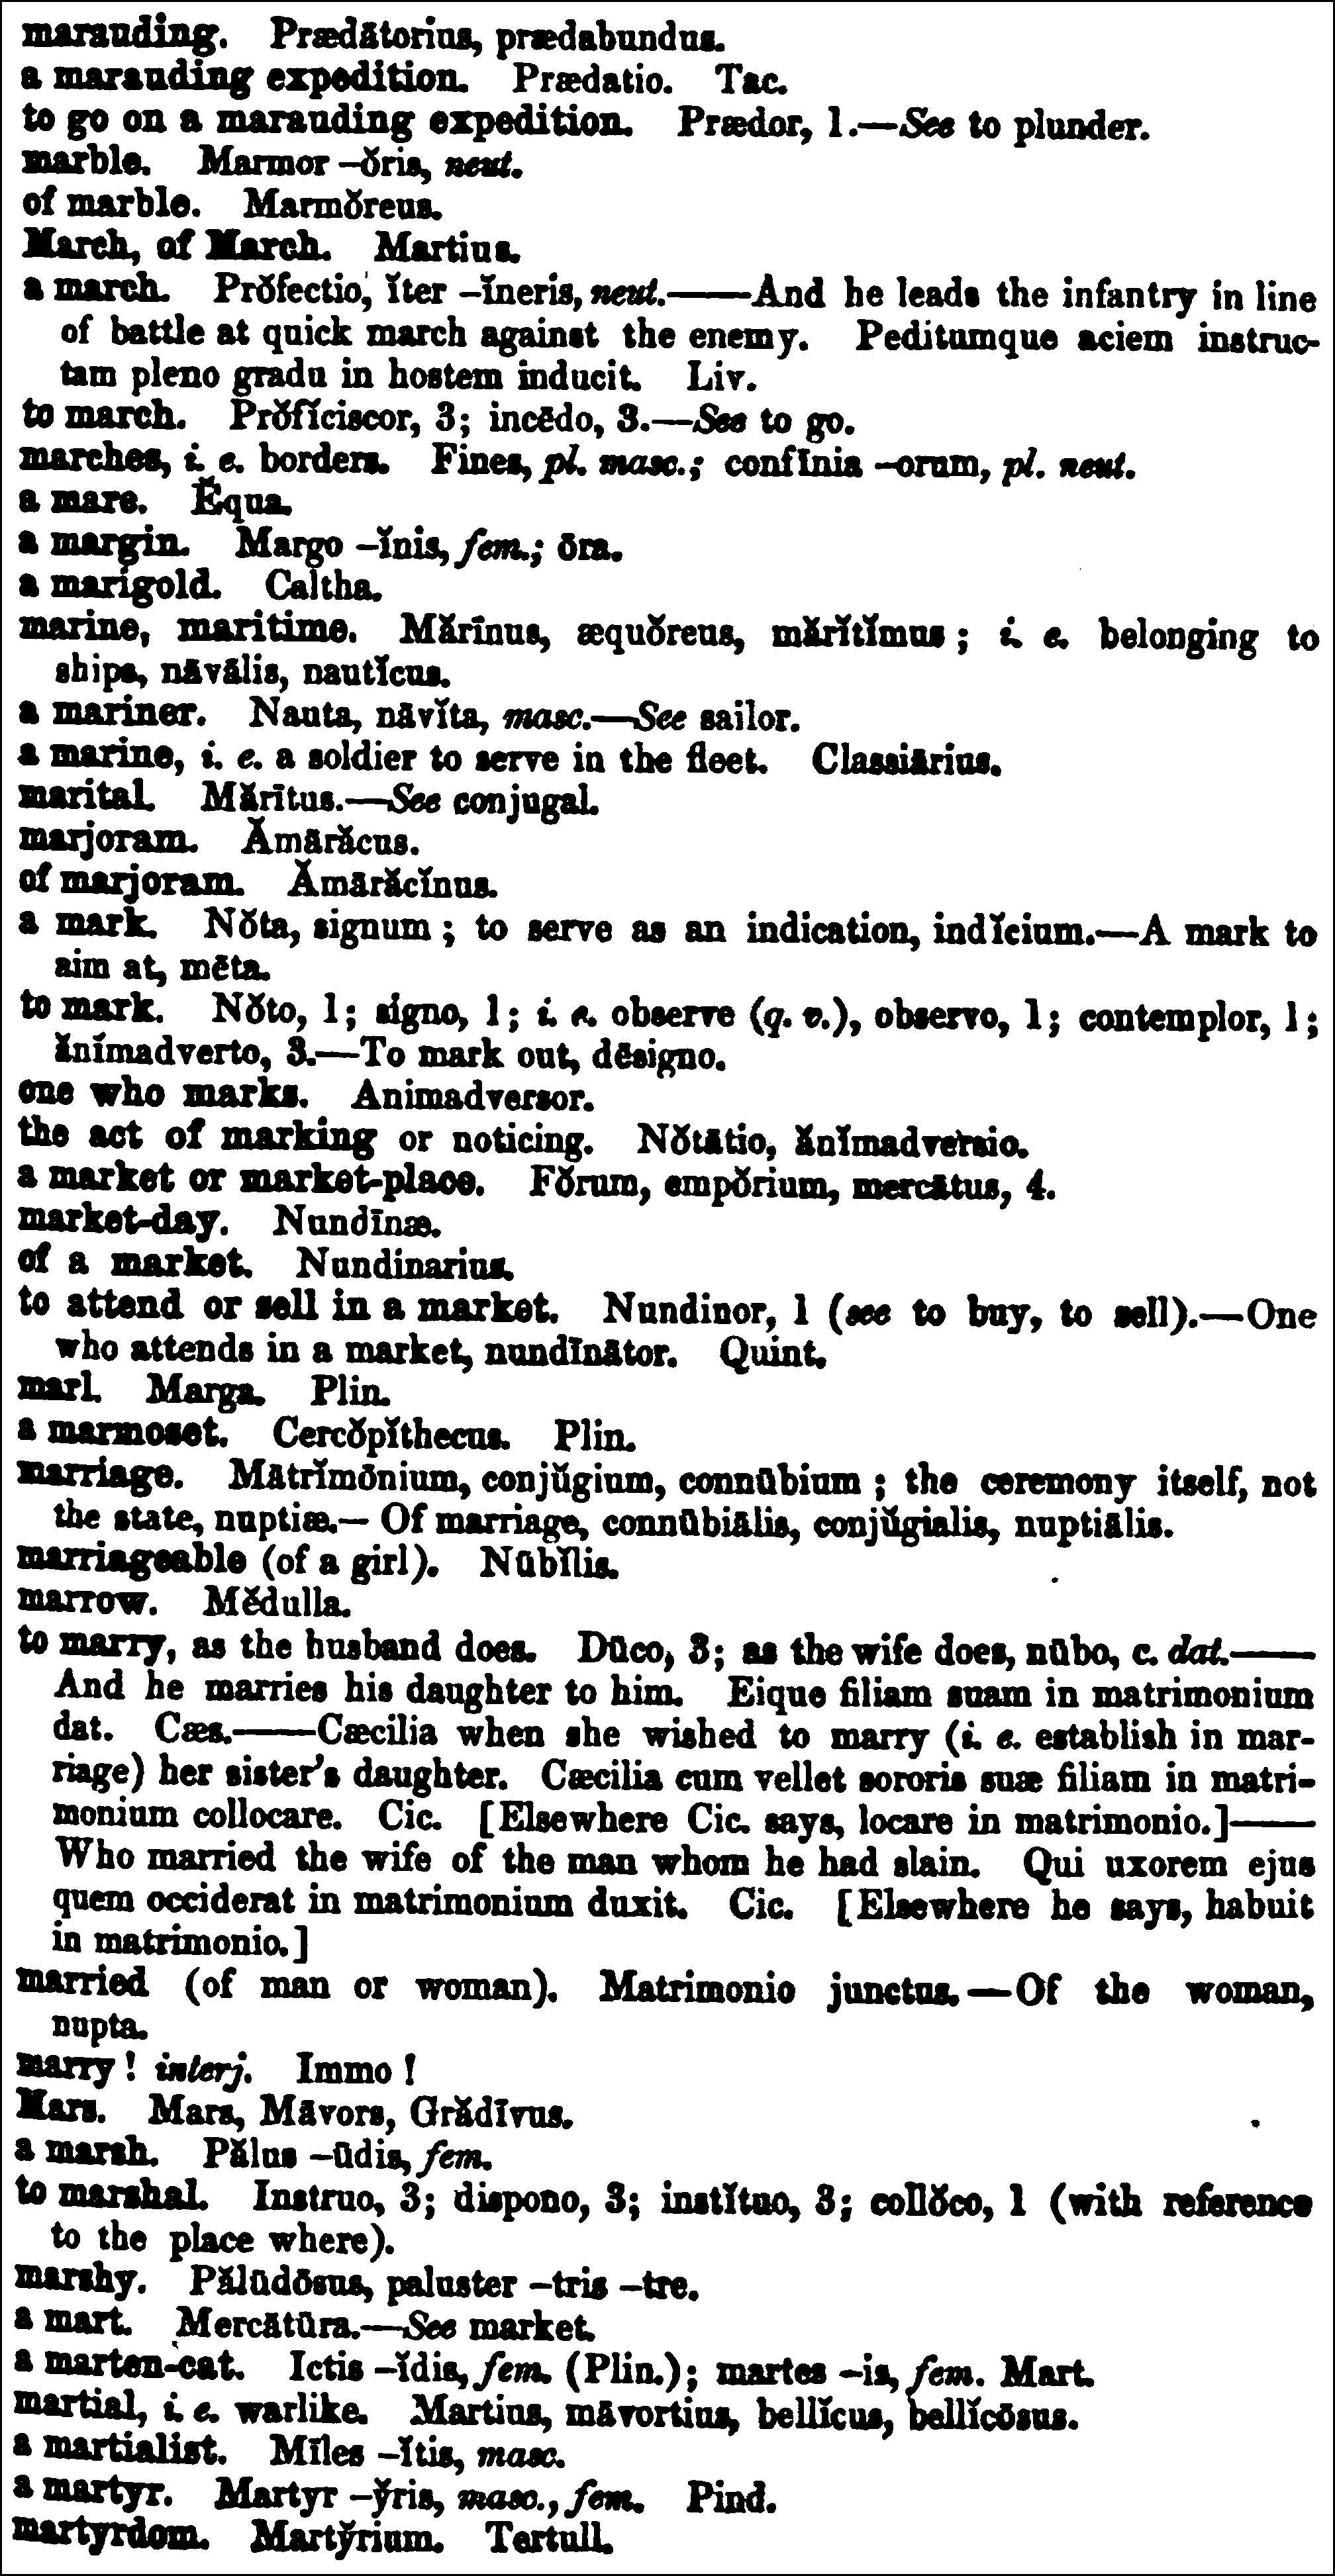 marauding. Prædātorius, prædabundus.
a marauding expedition. Prædatio. Tac.
to go on a marauding expedition. Prædor, 1.—See to plunder.
marble. Marmor –ŏris, neut.
of marble. Marmŏreus.
March, of March. Martius.
a march. Prŏfectio, ĭter –ĭneris, neut.——And he leads the infantry in line
of battle at quick march against the enemy. Peditumque aciem instruc-
tam pleno gradu in hostem inducit. Liv.
to march. Prŏfĭciscor, 3; incēdo, 3.—See to go.
marches, i. e. borders. Fines, pl. masc.; confīnia –orum, pl. neut.
a mare. Ĕqua.
a margin. Margo –ĭnis, fem.; ōra.
a marigold. Caltha.
marine, maritime. Mărīnus, æquŏreus, mărĭtĭmus; i. e. belonging to
ships, nāvālis, nautĭcus.
a mariner. Nauta, nāvĭta, masc.—See sailor.
a marine, i. e. a soldier to serve in the fleet. Classiārius.
marital. Mărītus.—See conjugal.
marjoram. Ămārăcus.
of marjoram. Ămārăcĭnus.
a mark. Nŏta, signum; to serve as an indication, indĭcium.—A mark to
aim at, mēta.
to mark. Nŏto, 1; signo, 1; i. e. observe (q. v.), observo, 1; contemplor, 1;
ănĭmadverto, 3.—To mark out, dēsigno.
one who marks. Animadversor.
the act of marking or noticing. Nŏtātio, ănĭmadversio.
a market or market-place. Fŏrum, empŏrium, mercātus, 4.
market-day. Nundīnæ.
of a market. Nundinarius.
to attend or sell in a market. Nundinor, 1 (see to buy, to sell).—One
who attends in a market, nundīnātor. Quint.
marl. Marga. Plin.
a marmoset. Cercŏpĭthecus. Plin.
marriage. Mātrĭmōnium, conjŭgium, connūbium; the ceremony itself, not
the state, nuptiæ.— Of marriage, connūbiālis, conjŭgialis, nuptiālis.
marriageable (of a girl). Nūbĭlis.
marrow. Mĕdulla.
to marry, as the husband does. Dūco, 3; as the wife does, nūbo, c. dat.——
And he marries his daughter to him. Eique filiam suam in matrimonium
dat. Cæs.——Cæcilia when she wished to marry (i. e. establish in mar-
riage) her sister's daughter. Cæcilia cum vellet sororis suæ filiam in matri-
monium collocare. Cic. [Elsewhere Cic. says, locare in matrimonio.]——
Who married the wife of the man whom he had slain. Qui uxorem ejus
quem occiderat in matrimonium duxit. Cic. [Elsewhere he says, habuit
in matrimonio.]
married (of man or woman). Matrimonio junctus.—Of the woman,
nupta.
marry! interj. Immo!
Mars. Mars, Māvors, Grădīvus.
a marsh. Pălus –ūdis, fem.
to marshal. Instruo, 3; dispono, 3; instĭtuo, 3; collŏco, 1 (with reference
to the place where).
marshy. Pălūdōsus, paluster –tris –tre.
a mart. Mercātūra.—See market.
a marten-cat. Ictis –ĭdis, fem. (Plin.); martes –is, fem. Mart.
martial, i. e. warlike. Martius, māvortius, bellĭcus, bellĭcōsus.
a martialist. Mīles –ĭtis, masc.
a martyr. Martyr –y̆ris, masc., fem. Pind.
martyrdom. Marty̆rium. Tertull.